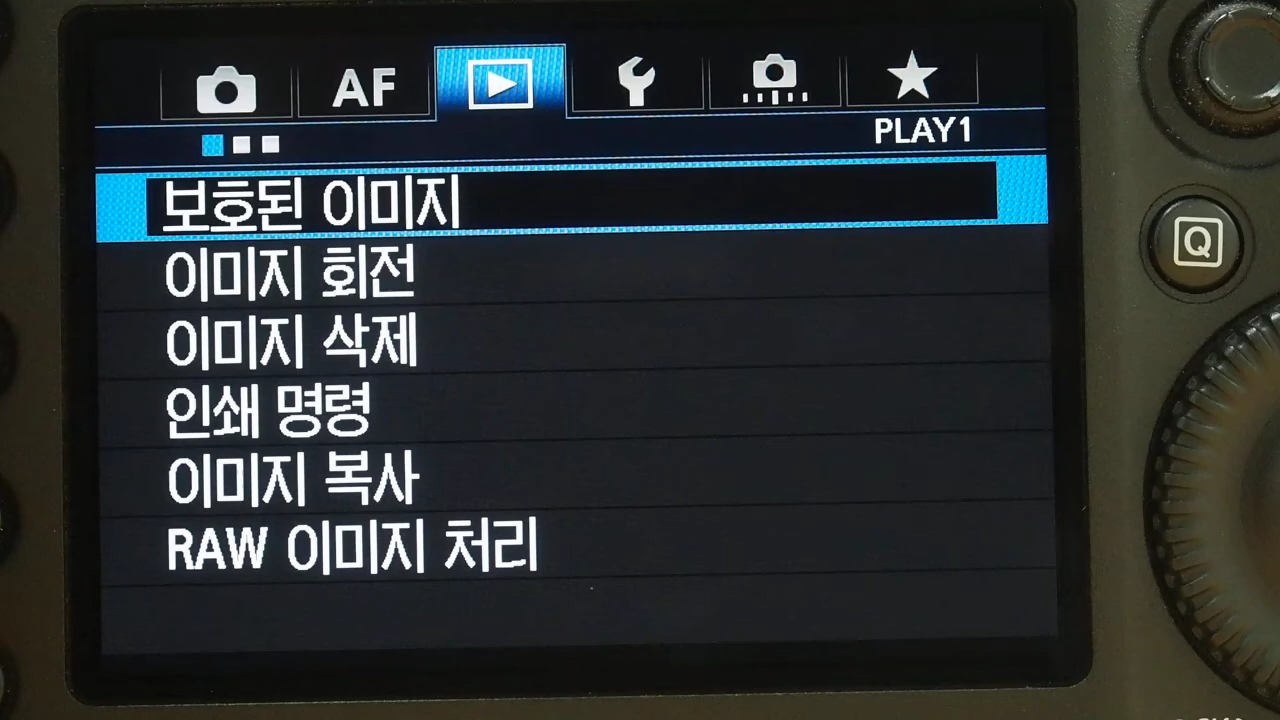 AF
PLAY1
보호된 이미지
이미지 회전
이미지 삭제
인쇄 명령
이미지 복사
RAW 이미지 처리
Q